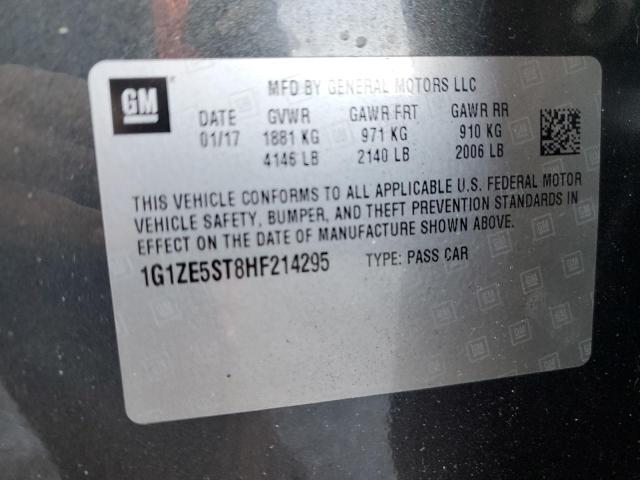 GM
MFD BY GENERAL MOTORS LLC
DATE GVWR GAWR FRT GAWR RR
01/17 1881 KG 971 KG 910 KG
4146 LB 2140 LB 2006 LB
THIS VEHICLE CONFORMS TO ALL APPLICABLE U.S. FEDERAL MOTOR
VEHICLE SAFETY, BUMPER, AND THEFT PREVENTION STANDARDS IN
EFFECT ON THE DATE OF MANUFACTURE SHOWN ABOVE.
1G1ZE5ST8HF214295 TYPE: PASS CAR